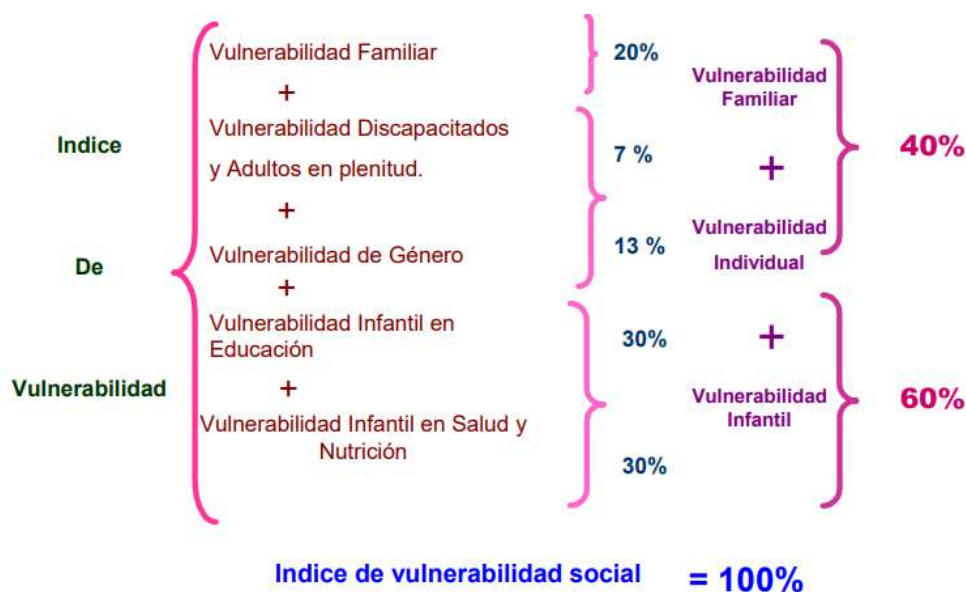 Indice
De
Vulnerabilidad
Vulnerabilidad Familiar
+
Vulnerabilidad Discapacitados
y Adultos en plenitud.
+
Vulnerabilidad de Género
+
Vulnerabilidad Infantil en
Educación
+
Vulnerabilidad Infantil en Salud y
Nutrición
20%
7 %
13 %
30%
30%
Vulnerabilidad
Familiar
+
Vulnerabilidad
Individual
+
Vulnerabilidad
Infantil
40%
60%
Indice de vulnerabilidad social = 100%